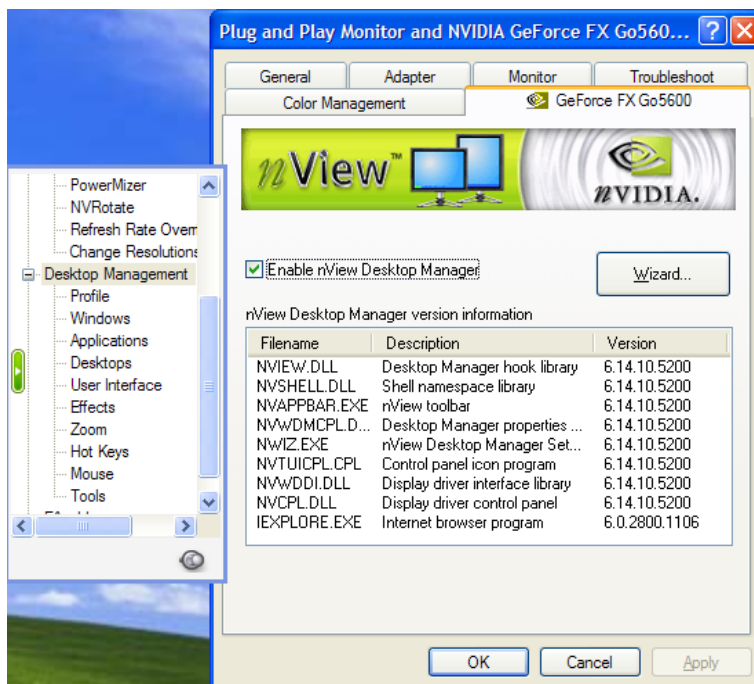 Plug and Play Monitor and NVIDIA GeForce FX Go560...
General Adapter Monitor Troubleshoot
Color Management GeForce FX Go5600
nView™
nVIDIA.
PowerMizer
NVRotate
Refresh Rate Overr
Change Resolutions
Desktop Management
Profile
Windows
Applications
Desktops
User Interface
Effects
Zoom
Hot Keys
Mouse
Tools
Enable nView Desktop Manager
Wizard...
nView Desktop Manager version information
Filename Description Version
NVIEW.DLL Desktop Manager hook library 6.14.10.5200
NVSHELL.DLL Shell namespace library 6.14.10.5200
NVAPPBAR.EXE nView toolbar 6.14.10.5200
NVWDMCPL.D... Desktop Manager properties ... 6.14.10.5200
NWIZ.EXE nView Desktop Manager Set... 6.14.10.5200
NVTUICPL.CPL Control panel icon program 6.14.10.5200
NVWDDI.DLL Display driver interface library 6.14.10.5200
NVCPL.DLL Display driver control panel 6.14.10.5200
IEXPLORE.EXE Internet browser program 6.0.2800.1106
OK Cancel Apply